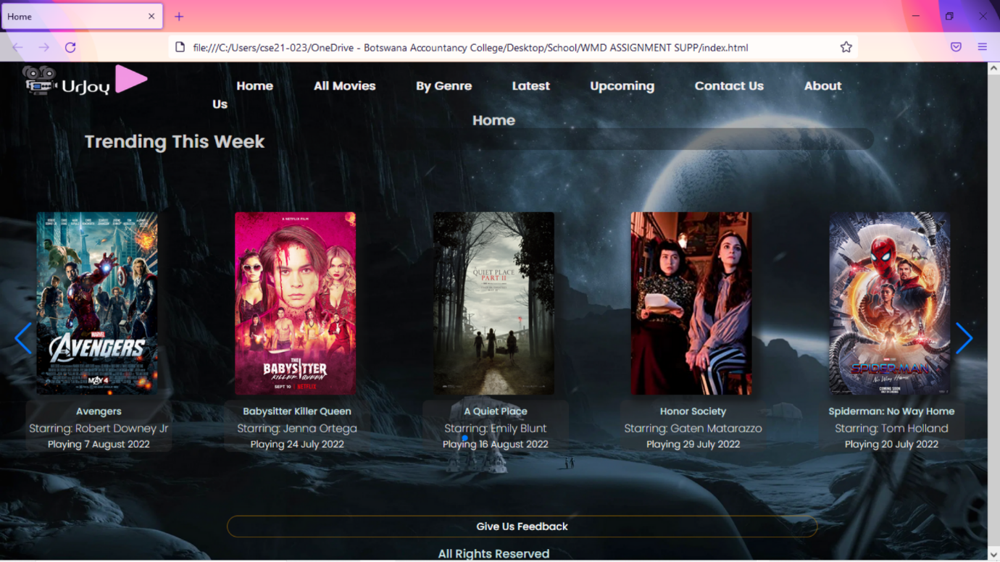 Home
file:///C:/Users/cse21-023/OneDrive - Botswana Accountancy College/Desktop/School/WMD ASSIGNMENT SUPP/index.html
UrJoy
Home All Movies By Genre Latest Upcoming Contact Us About
Us
Home
Trending This Week
MARVEL
AVENGERS
MAY 4
A NETFLIX FILM
THE
BABYSITTER
KILLER QUEEN
SEPT 10 | NETFLIX
A QUIET PLACE
PART II
SPIDER-MAN
No Way Home
COMING SOON
Avengers
Starring: Robert Downey Jr
Playing 7 August 2022
Babysitter Killer Queen
Starring: Jenna Ortega
Playing 24 July 2022
A Quiet Place
Starring: Emily Blunt
Playing 16 August 2022
Honor Society
Starring: Gaten Matarazzo
Playing 29 July 2022
Spiderman: No Way Home
Starring: Tom Holland
Playing 20 July 2022
Give Us Feedback
All Rights Reserved